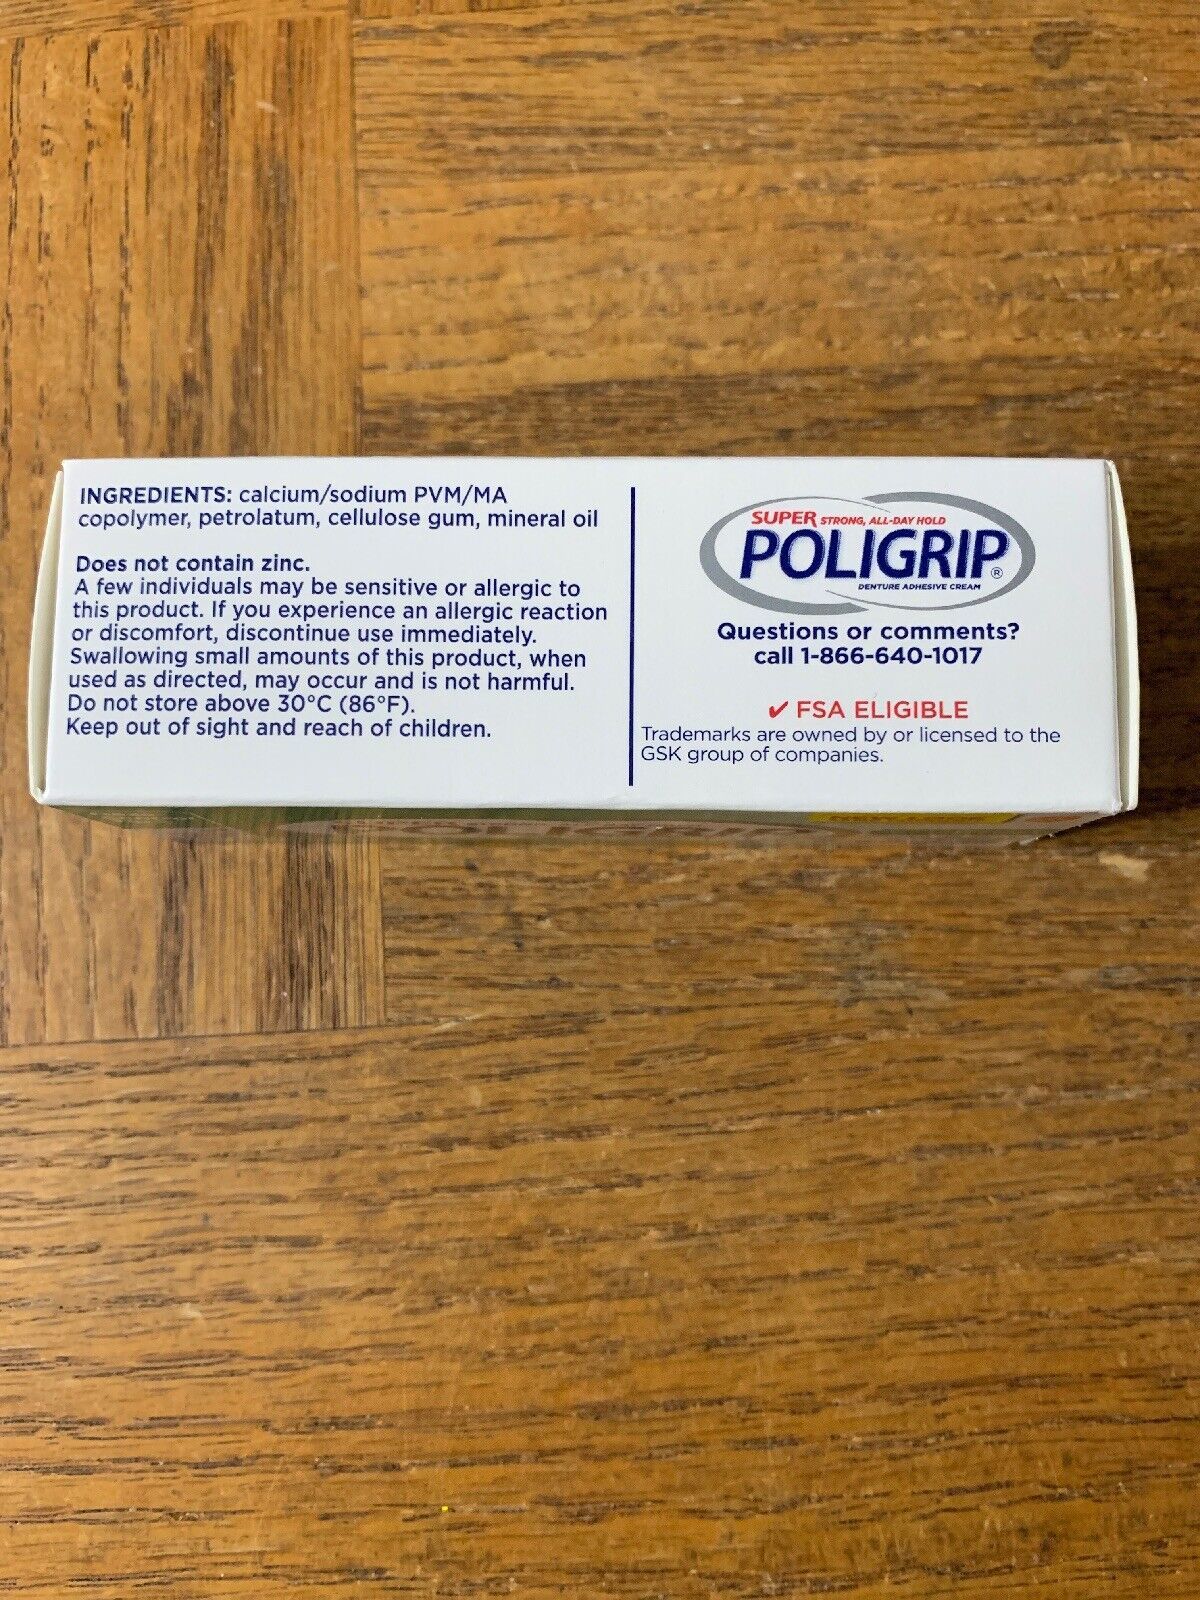 INGREDIENTS: calcium/sodium PVM/MA
copolymer, petrolatum, cellulose gum, mineral oil
Does not contain zinc.
A few individuals may be sensitive or allergic to
this product. If you experience an allergic reaction
or discomfort, discontinue use immediately.
Swallowing small amounts of this product, when
used as directed, may occur and is not harmful.
Do not store above 30°C (86°F).
Keep out of sight and reach of children.
SUPER STRONG, ALL-DAY HOLD
POLIGRIP®
DENTURE ADHESIVE CREAM
Questions or comments?
call 1-866-640-1017
✔ FSA ELIGIBLE
Trademarks are owned by or licensed to the
GSK group of companies.